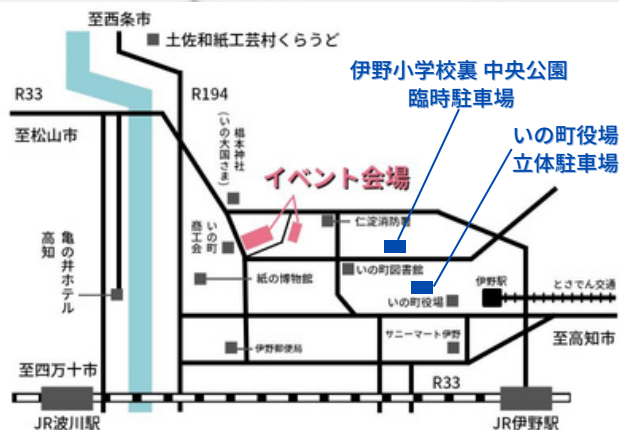 至西条市
土佐和紙工芸村くらうど
伊野小学校裏 中央公園
臨時駐車場
R33
R194
至松山市
いの町役場
立体駐車場
椙本神社
(いの大国さま)
イベント会場
仁淀消防署
いの町
商工会
亀の井ホテル
高知
紙の博物館
いの町図書館
伊野駅
とさでん交通
いの町役場
サニーマート伊野
至高知市
伊野郵便局
至四万十市
R33
JR波川駅
JR伊野駅